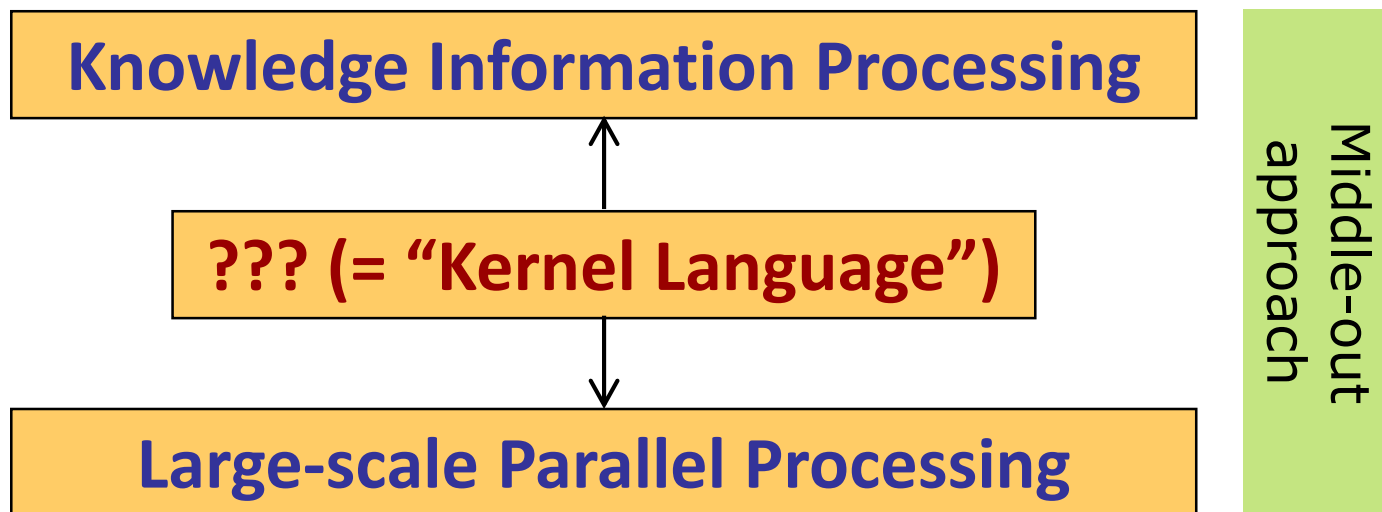 Knowledge Information Processing
??? (= “Kernel Language”)
Large-scale Parallel Processing
Middle-out
approach